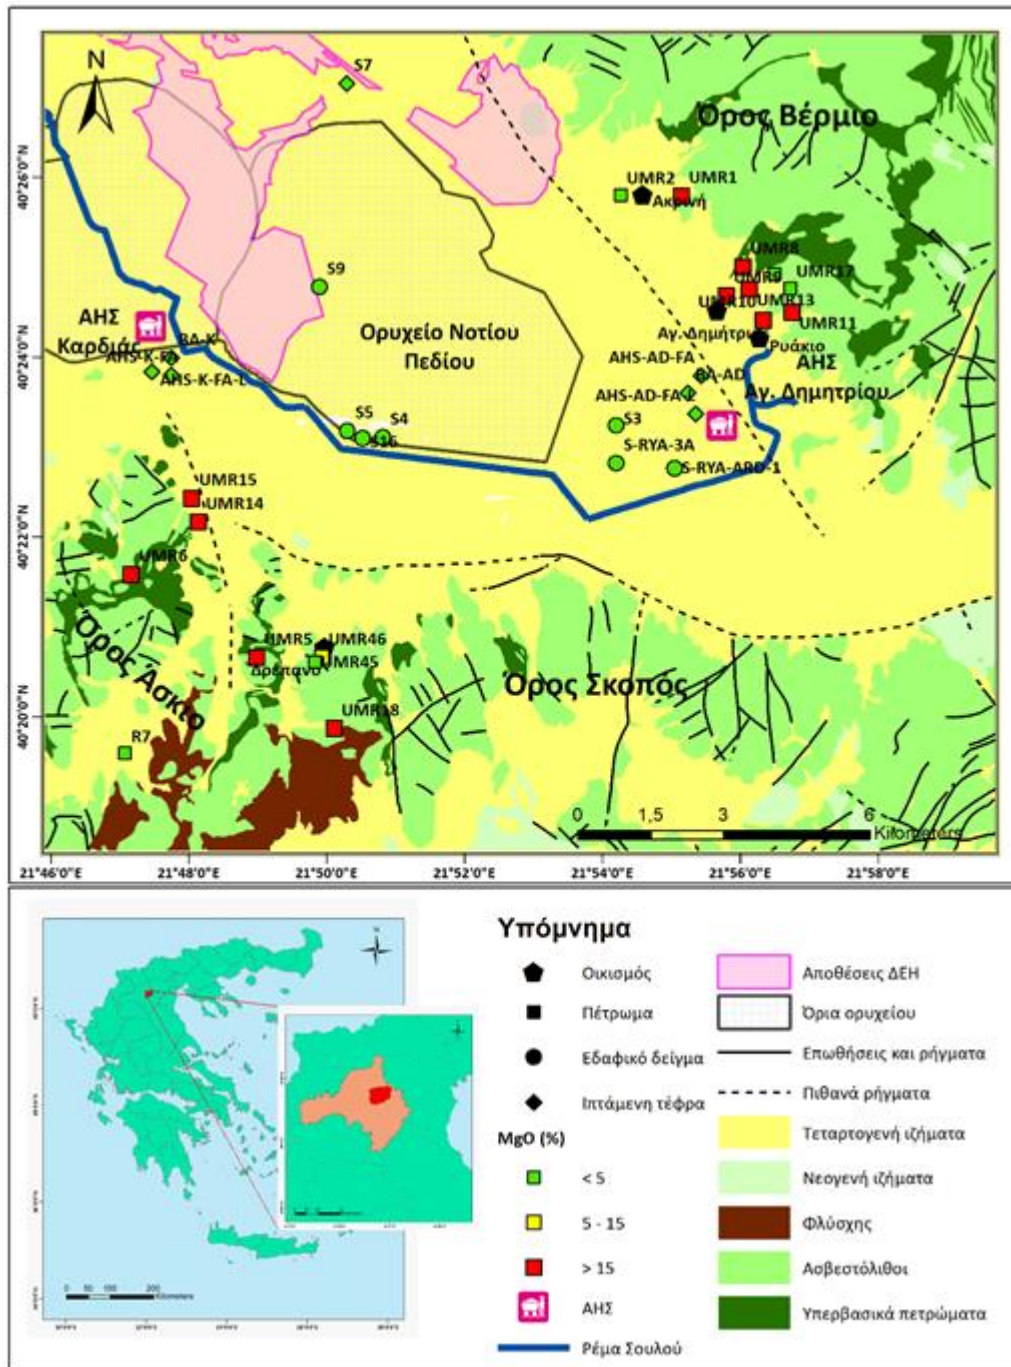 N
S7
Όρος Βέρμιο
40°26'0"N
UMR2
UMR1
Ακρινή
UMR8
UMR17
UMR9
UMR10
UMR13
UMR11
S9
Ορυχείο Νοτίου
Πεδίου
Αγ. Δημήτριος
Ρυάκιο
ΑΗΣ
Καρδιάς
BA-K
AHS-K-FA
AHS-K-FA-L
40°24'0"N
AHS-AD-FA
BA-AD
AHS-AD-FA-L
ΑΗΣ
Αγ. Δημητρίου
S5
S4
S16
S3
S-RYA-3A
S-RYA-ARD-1
UMR15
UMR14
40°22'0"N
UMR6
Όρος Άσκιο
UMR5
UMR46
Δρέπανο
UMR45
Όρος Σκοπός
40°20'0"N
UMR18
R7
0 1,5 3 6
Kilometers
21°46'0"E 21°48'0"E 21°50'0"E 21°52'0"E 21°54'0"E 21°56'0"E 21°58'0"E
Υπόμνημα
Οικισμός
Πέτρωμα
Εδαφικό δείγμα
Ιπτάμενη τέφρα
MgO (%)
< 5
5 - 15
> 15
ΑΗΣ
Ρέμα Σουλού
Αποθέσεις ΔΕΗ
Όρια ορυχείου
Επωθήσεις και ρήγματα
Πιθανά ρήγματα
Τεταρτογενή ιζήματα
Νεογενή ιζήματα
Φλύσχης
Ασβεστόλιθοι
Υπερβασικά πετρώματα
0 50 100 200
Kilometers